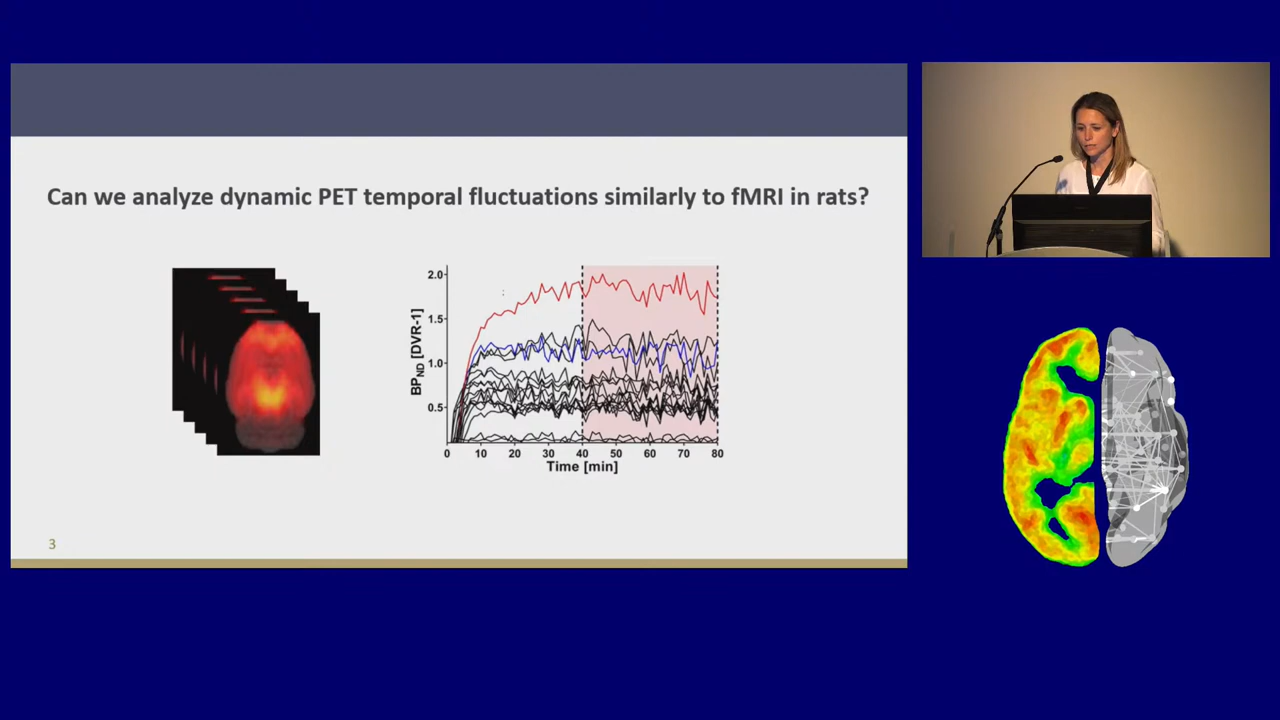 Can we analyze dynamic PET temporal fluctuations similarly to fMRI in rats?
BP_ND [DVR-1]
2.0
1.5
1.0
0.5
0 10 20 30 40 50 60 70 80
Time [min]
3